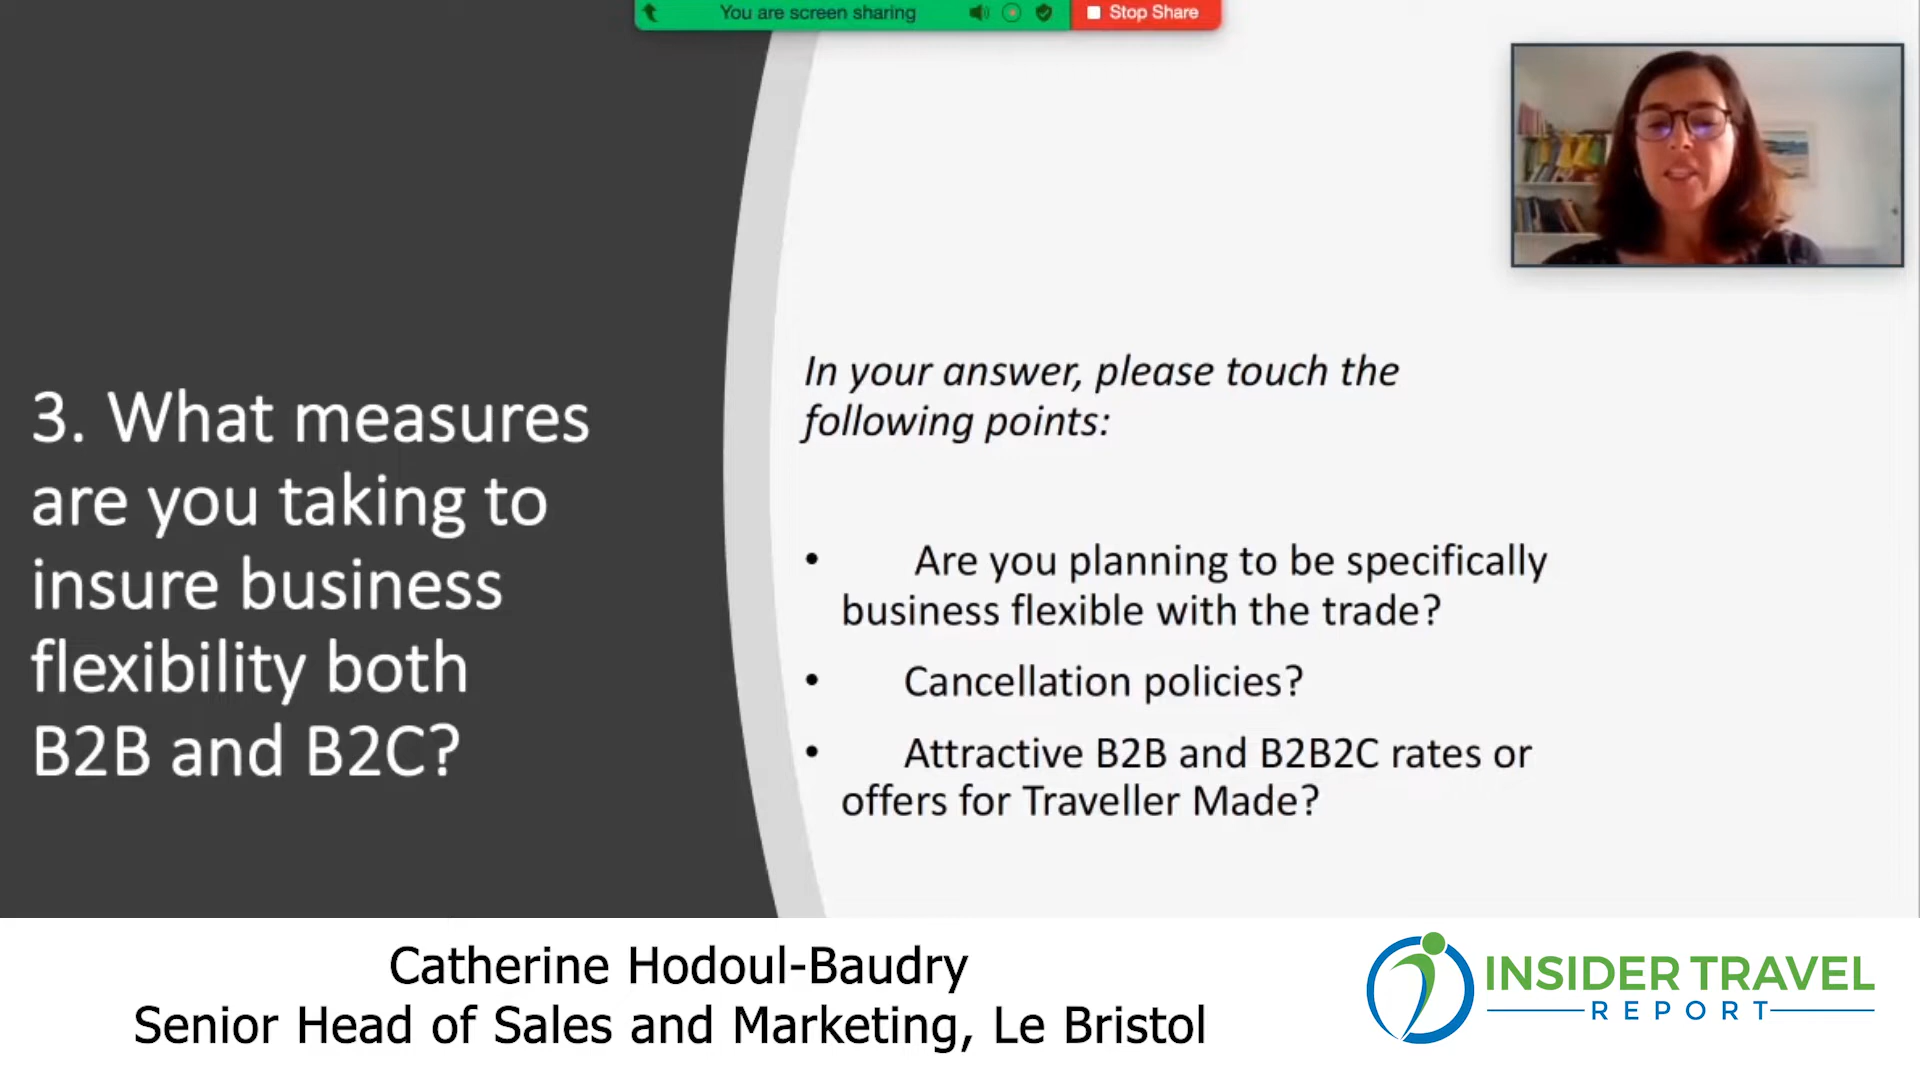 You are screen sharing
Stop Share
3. What measures
are you taking to
insure business
flexibility both
B2B and B2C?
In your answer, please touch the
following points:
• Are you planning to be specifically
business flexible with the trade?
• Cancellation policies?
• Attractive B2B and B2B2C rates or
offers for Traveller Made?
Catherine Hodoul-Baudry
Senior Head of Sales and Marketing, Le Bristol
INSIDER TRAVEL
REPORT